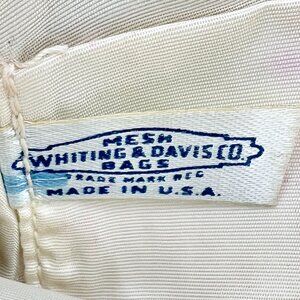 MESH
WHITING & DAVIS CO.
BAGS
TRADE MARK REG
MADE IN U.S.A.